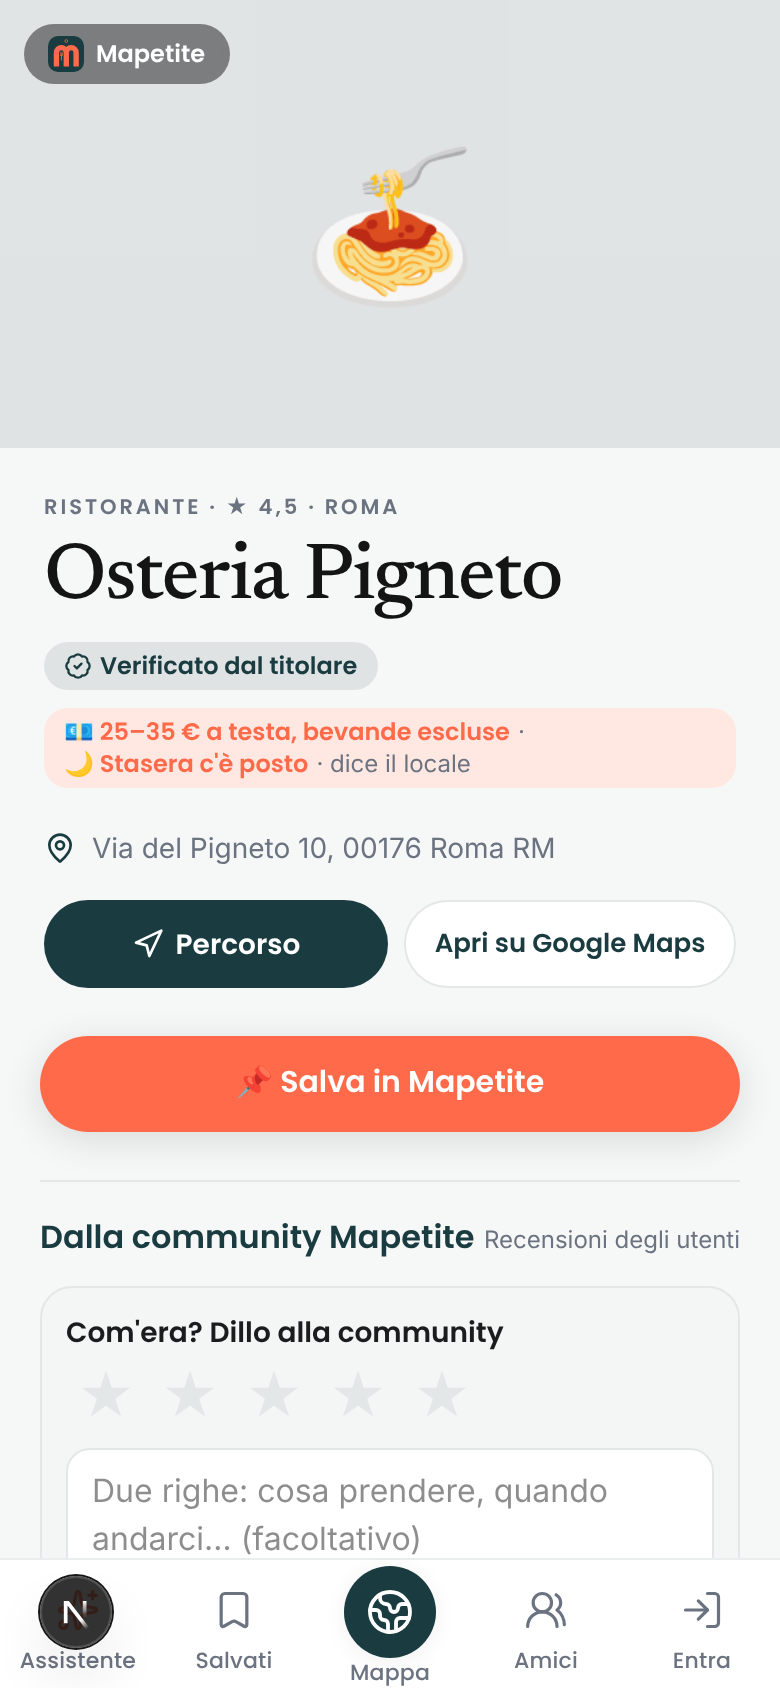 Mapetite
RISTORANTE · ★ 4,5 · ROMA
Osteria Pigneto
Verificato dal titolare
💶 25–35 € a testa, bevande escluse ·
🌙 Stasera c'è posto · dice il locale
Via del Pigneto 10, 00176 Roma RM
Percorso
Apri su Google Maps
📌 Salva in Mapetite
Dalla community Mapetite Recensioni degli utenti
Com'era? Dillo alla community
★ ★ ★ ★ ★
Due righe: cosa prendere, quando
andarci... (facoltativo)
N
Assistente Salvati Mappa Amici Entra